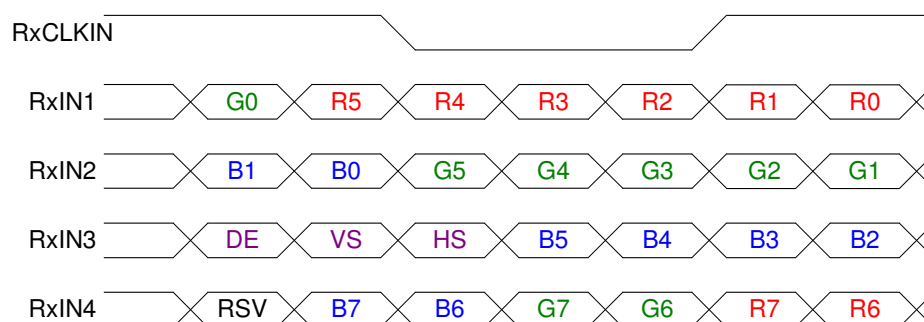 RxCLKIN
RxIN1 G0 R5 R4 R3 R2 R1 R0
RxIN2 B1 B0 G5 G4 G3 G2 G1
RxIN3 DE VS HS B5 B4 B3 B2
RxIN4 RSV B7 B6 G7 G6 R7 R6